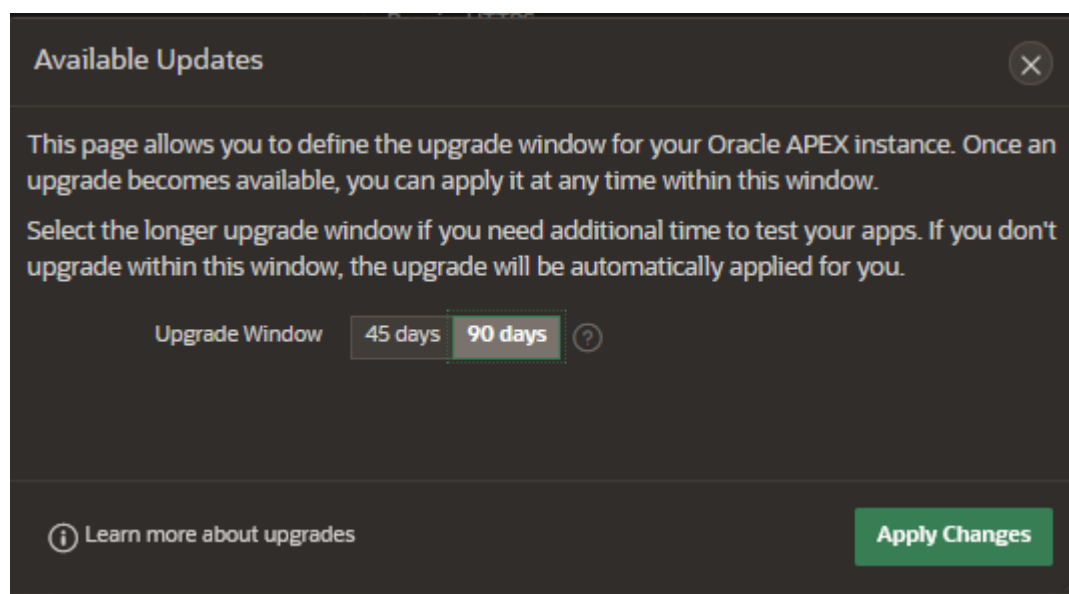 Available Updates
This page allows you to define the upgrade window for your Oracle APEX instance. Once an
upgrade becomes available, you can apply it at any time within this window.
Select the longer upgrade window if you need additional time to test your apps. If you don't
upgrade within this window, the upgrade will be automatically applied for you.
Upgrade Window 45 days 90 days
Learn more about upgrades
Apply Changes